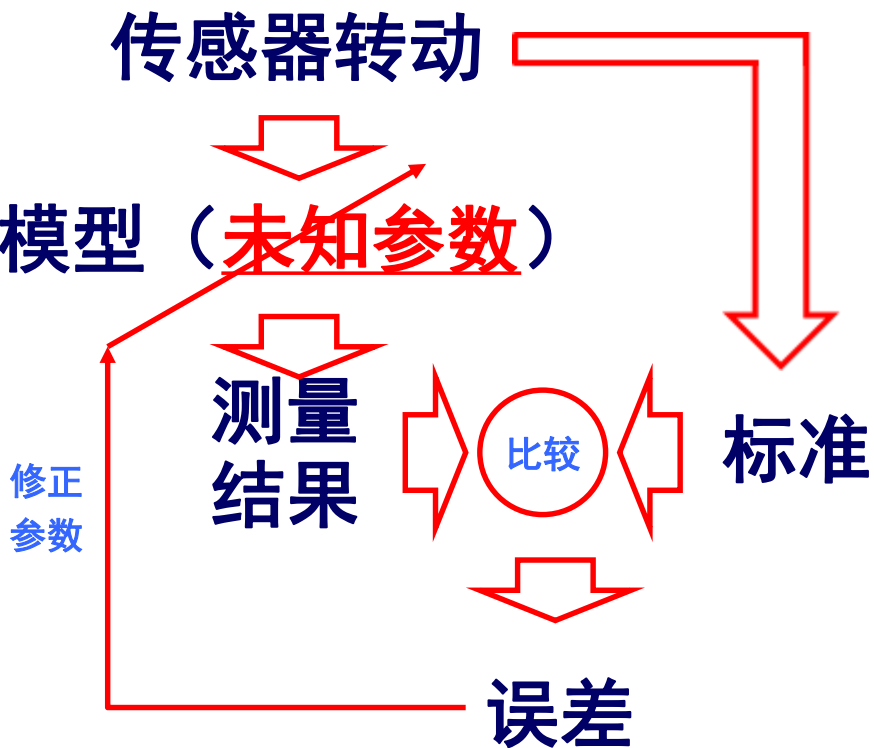 传感器转动
模型（未知参数）
测量
结果
比较
标准
修正
参数
误差